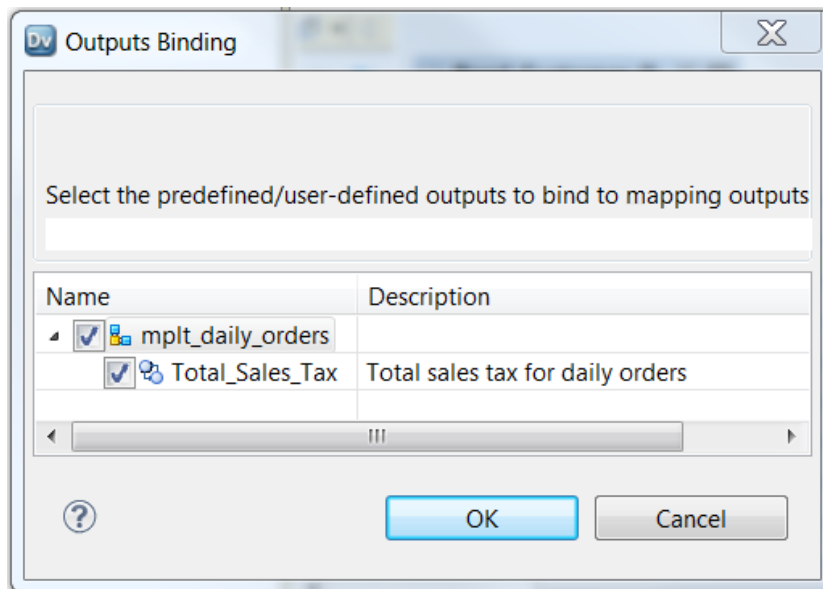 Dv Outputs Binding
Select the predefined/user-defined outputs to bind to mapping outputs
Name Description
mplt_daily_orders
Total_Sales_Tax Total sales tax for daily orders
? OK Cancel